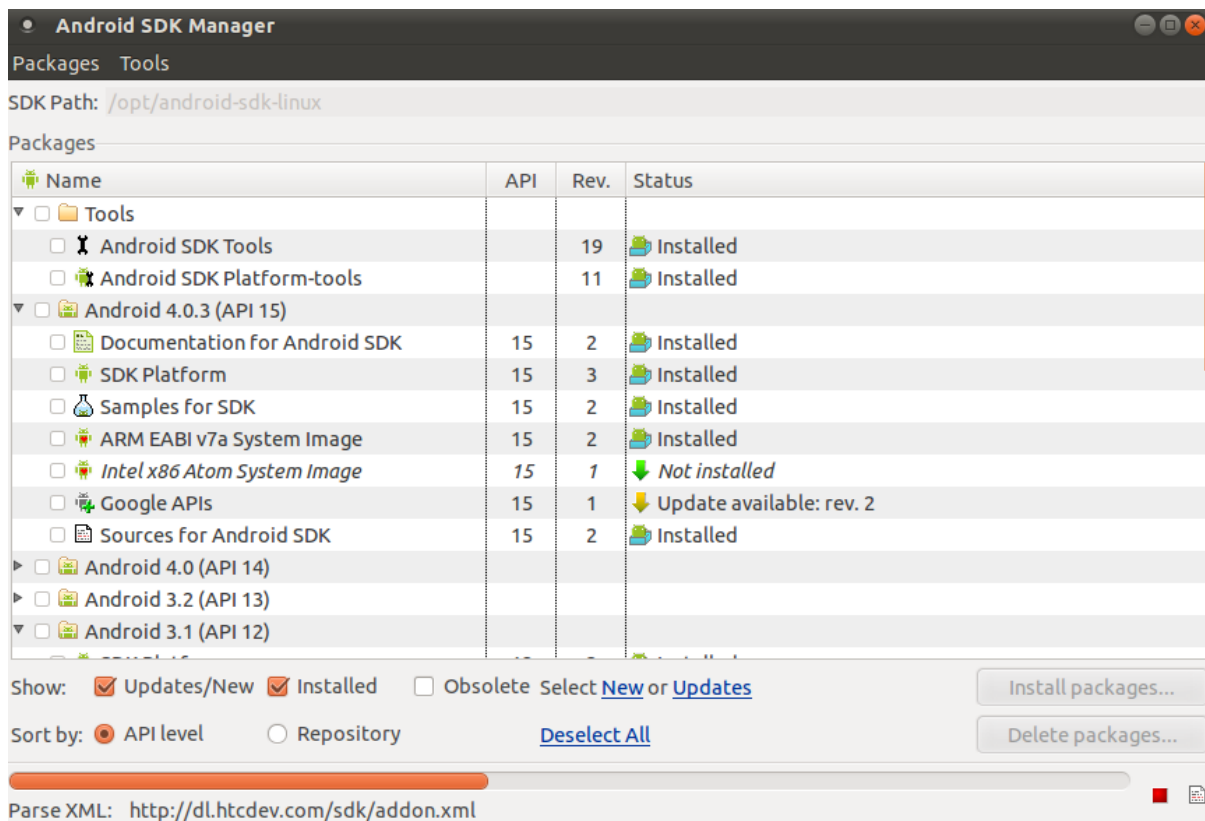 Android SDK Manager
Packages Tools
SDK Path: /opt/android-sdk-linux
Packages
Name API Rev. Status
Tools
Android SDK Tools 19 Installed
Android SDK Platform-tools 11 Installed
Android 4.0.3 (API 15)
Documentation for Android SDK 15 2 Installed
SDK Platform 15 3 Installed
Samples for SDK 15 2 Installed
ARM EABI v7a System Image 15 2 Installed
Intel x86 Atom System Image 15 1 Not installed
Google APIs 15 1 Update available: rev. 2
Sources for Android SDK 15 2 Installed
Android 4.0 (API 14)
Android 3.2 (API 13)
Android 3.1 (API 12)
Show: Updates/New Installed Obsolete Select New or Updates Install packages...
Sort by: API level Repository Deselect All Delete packages...
Parse XML: http://dl.htcdev.com/sdk/addon.xml